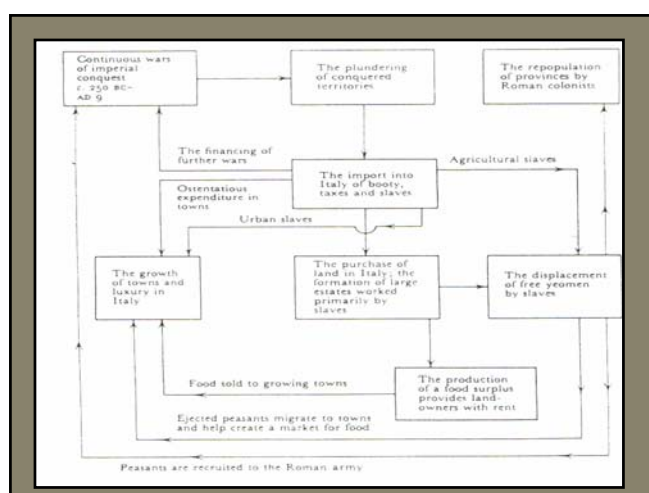 Continuous wars
of imperial
conquest
c. 250 BC–
AD 9
The plundering
of conquered
territories
The repopulation
of provinces by
Roman colonists
The financing of
further wars
Agricultural slaves
The import into
Italy of booty,
taxes and slaves
Ostentatious
expenditure in
towns
Urban slaves
The growth
of towns and
luxury in
Italy
The purchase of
land in Italy; the
formation of large
estates worked
primarily by
slaves
The displacement
of free yeomen
by slaves
Food sold to growing towns
The production
of a food surplus
provides land-
owners with rent
Ejected peasants migrate to towns
and help create a market for food
Peasants are recruited to the Roman army